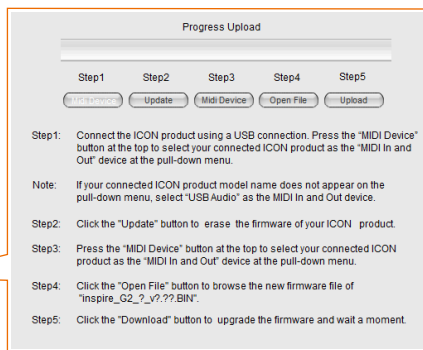 Progress Upload
Step1 Step2 Step3 Step4 Step5
Midi Device Update Midi Device Open File Upload
Step1: Connect the ICON product using a USB connection. Press the "MIDI Device"
button at the top to select your connected ICON product as the "MIDI In and
Out" device at the pull-down menu.
Note: If your connected ICON product model name does not appear on the
pull-down menu, select "USB Audio" as the MIDI In and Out device.
Step2: Click the "Update" button to erase the firmware of your ICON product.
Step3: Press the "MIDI Device" button at the top to select your connected ICON
product as the "MIDI In and Out" device at the pull-down menu.
Step4: Click the "Open File" button to browse the new firmware file of
"inspire_G2_?_v?.??.BIN".
Step5: Click the "Download" button to upgrade the firmware and wait a moment.